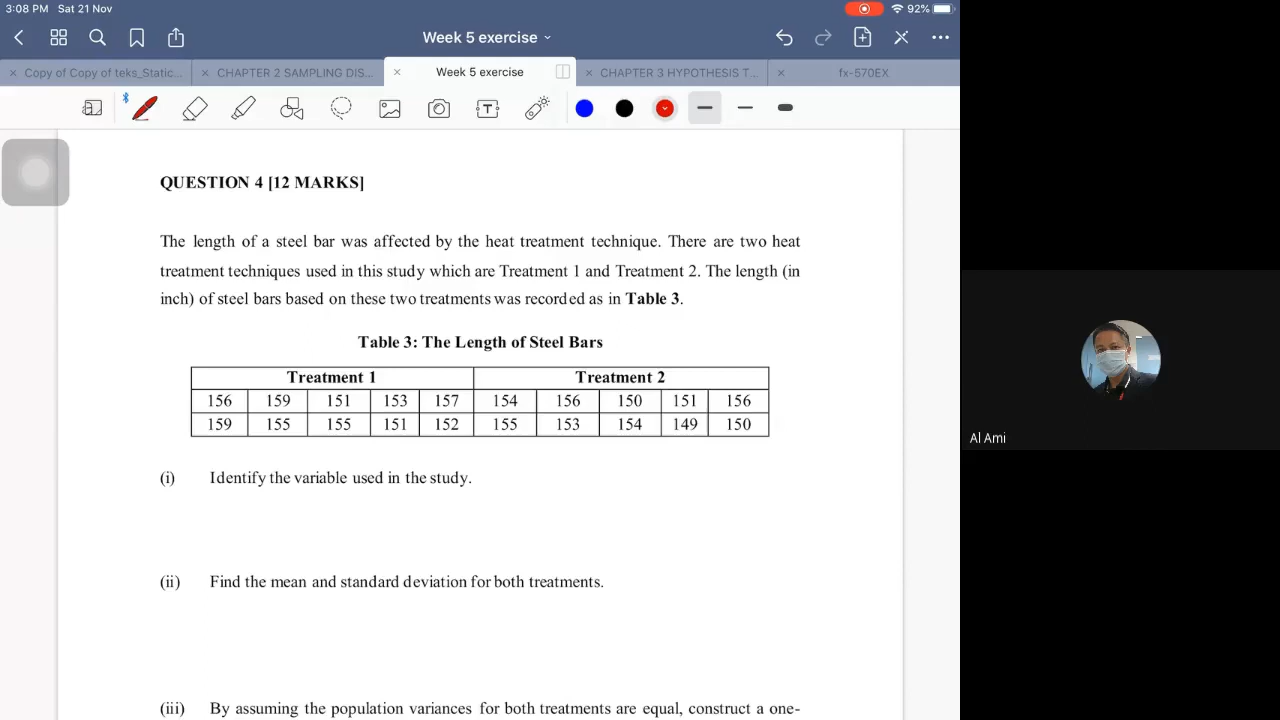 3:08 PM Sat 21 Nov
92%
Week 5 exercise
Copy of Copy of teks_Static...
CHAPTER 2 SAMPLING DIS...
Week 5 exercise
CHAPTER 3 HYPOTHESIS T...
fx-570EX
T
QUESTION 4 [12 MARKS]
The length of a steel bar was affected by the heat treatment technique. There are two heat
treatment techniques used in this study which are Treatment 1 and Treatment 2. The length (in
inch) of steel bars based on these two treatments was recorded as in Table 3.
Table 3: The Length of Steel Bars
Treatment 1 Treatment 2
156 159 151 153 157 154 156 150 151 156
159 155 155 151 152 155 153 154 149 150
(i) Identify the variable used in the study.
(ii) Find the mean and standard deviation for both treatments.
(iii) By assuming the population variances for both treatments are equal, construct a one-
Al Ami